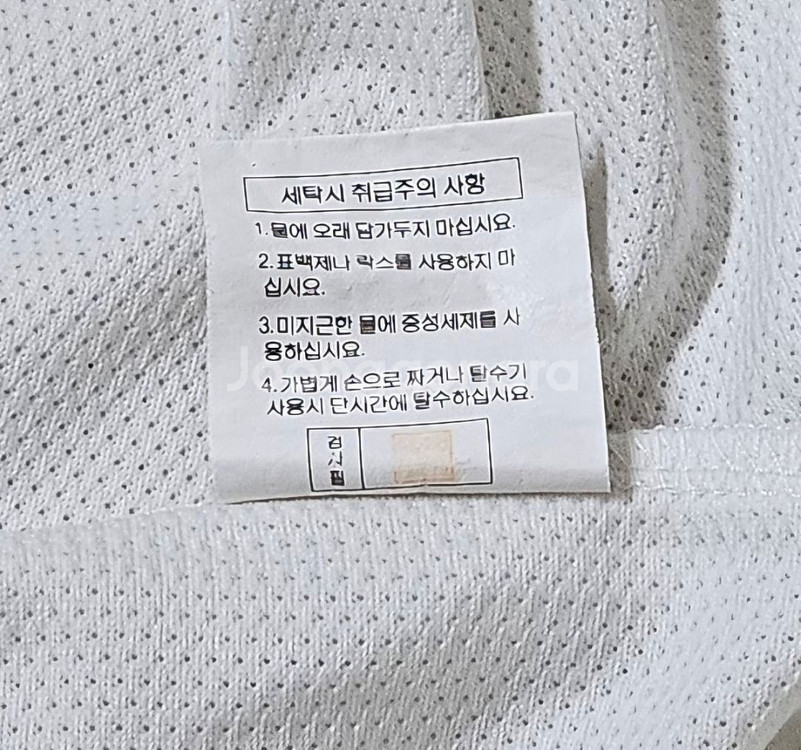 세탁시 취급주의 사항
1.물에 오래 담가두지 마십시요.
2.표백제나 락스를 사용하지 마
십시요.
3.미지근한 물에 중성세제를 사
용하십시요.
4.가볍게 손으로 짜거나 탈수기
사용시 단시간에 탈수하십시요.
검
사
필